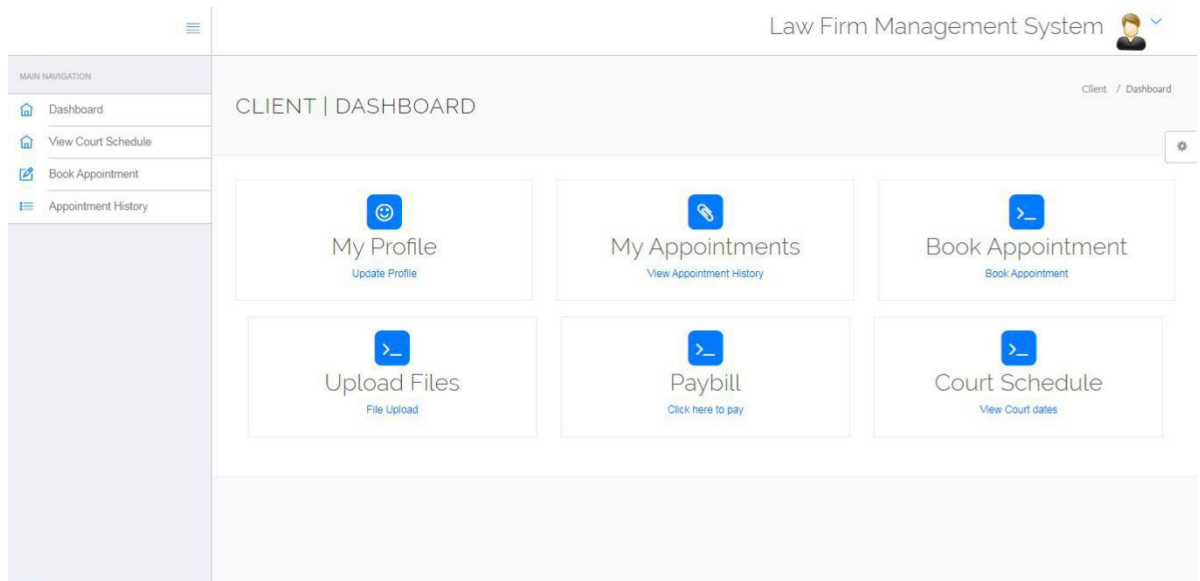 Law Firm Management System
MAIN NAVIGATION
Dashboard
View Court Schedule
Book Appointment
Appointment History
CLIENT | DASHBOARD
Client / Dashboard
My Profile
Update Profile
My Appointments
View Appointment History
Book Appointment
Book Appointment
Upload Files
File Upload
Paybill
Click here to pay
Court Schedule
View Court dates